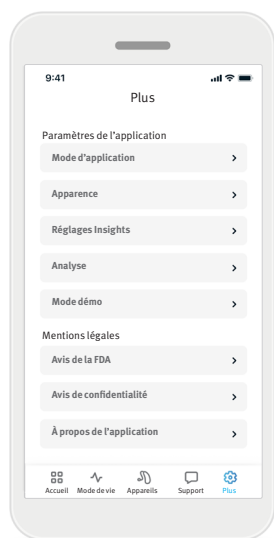 9:41
Plus
Paramètres de l'application
Mode d'application
Apparence
Réglages Insights
Analyse
Mode démo
Mentions légales
Avis de la FDA
Avis de confidentialité
À propos de l'application
Accueil Mode de vie Appareils Support Plus